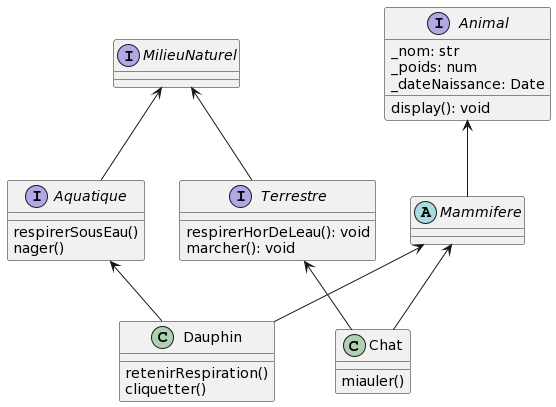 I MilieuNaturel
I Animal
_nom: str
_poids: num
_dateNaissance: Date
display(): void
I Aquatique
respirerSousEau()
nager()
I Terrestre
respirerHorDeLeau(): void
marcher(): void
A Mammifere
C Dauphin
retenirRespiration()
cliquetter()
C Chat
miauler()